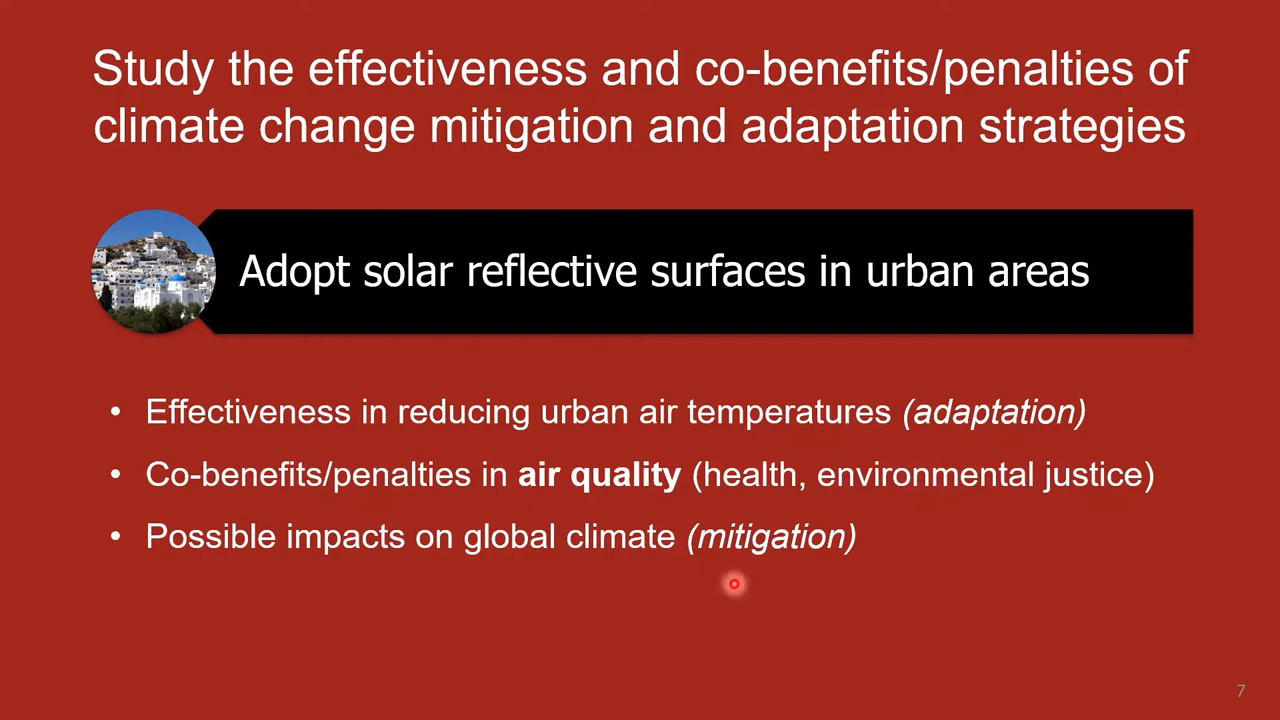 Study the effectiveness and co-benefits/penalties of
climate change mitigation and adaptation strategies
Adopt solar reflective surfaces in urban areas
• Effectiveness in reducing urban air temperatures (adaptation)
• Co-benefits/penalties in air quality (health, environmental justice)
• Possible impacts on global climate (mitigation)
7